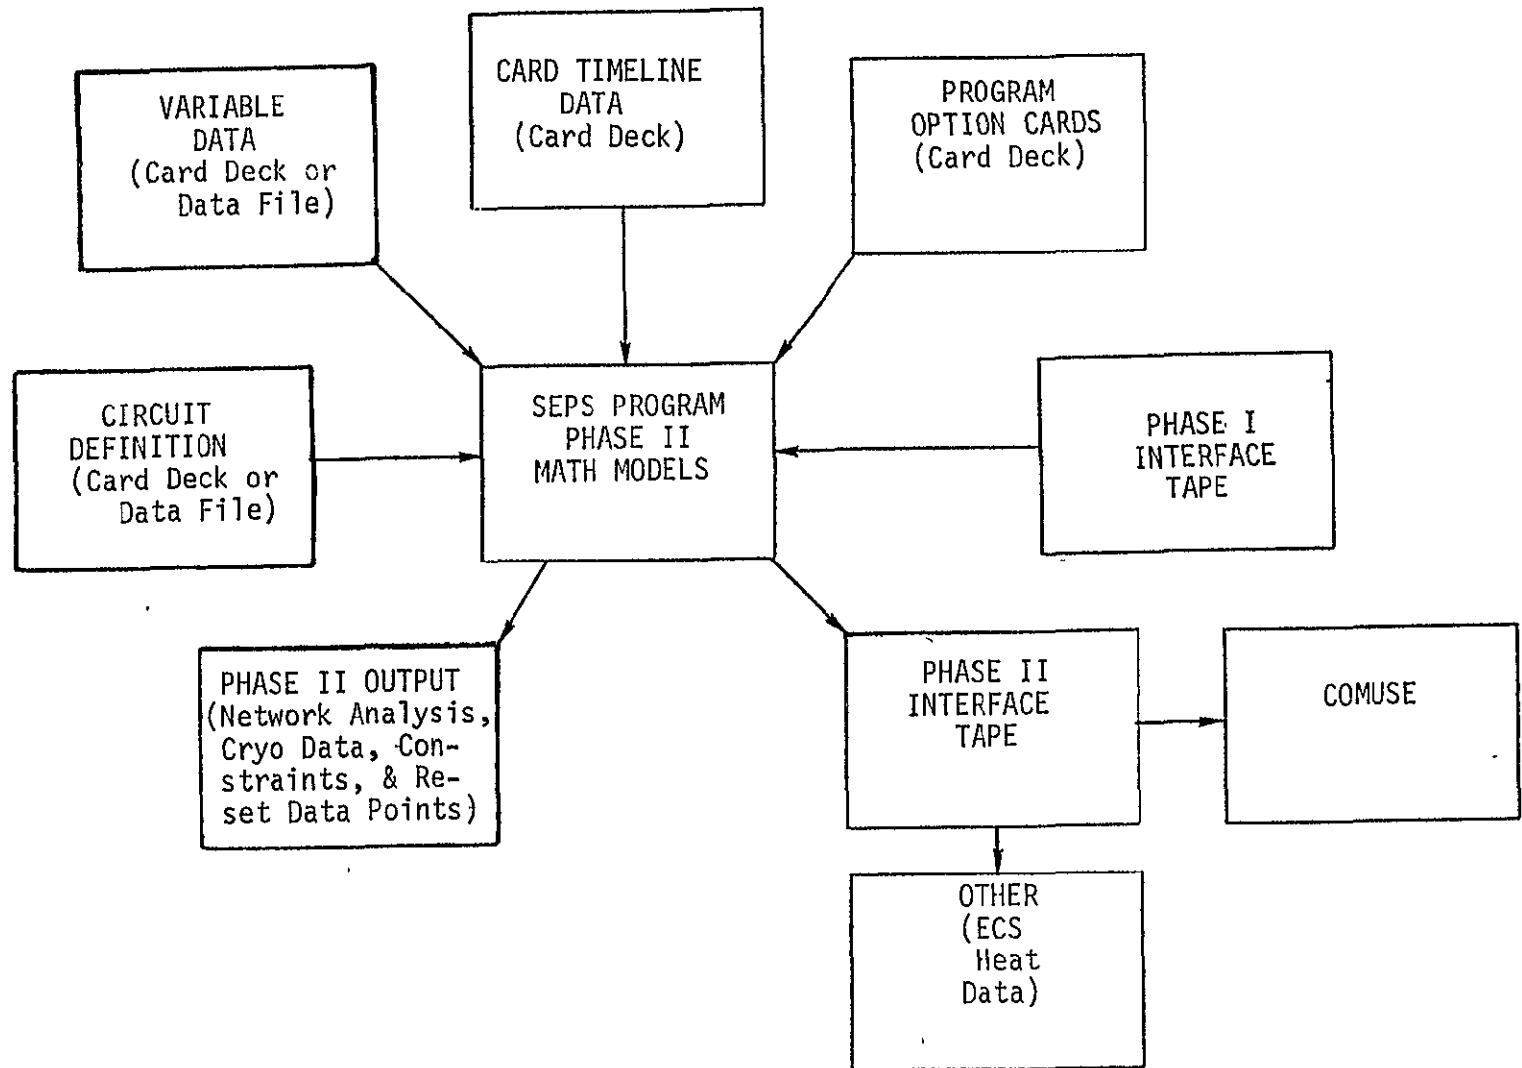 VARIABLE
DATA
(Card Deck or
Data File)
CARD TIMELINE
DATA
(Card Deck)
PROGRAM
OPTION CARDS
(Card Deck)
CIRCUIT
DEFINITION
(Card Deck or
Data File)
SEPS PROGRAM
PHASE II
MATH MODELS
PHASE I
INTERFACE
TAPE
PHASE II OUTPUT
(Network Analysis,
Cryo Data, Con-
straints, & Re-
set Data Points)
PHASE II
INTERFACE
TAPE
COMUSE
OTHER
(ECS
Heat
Data)